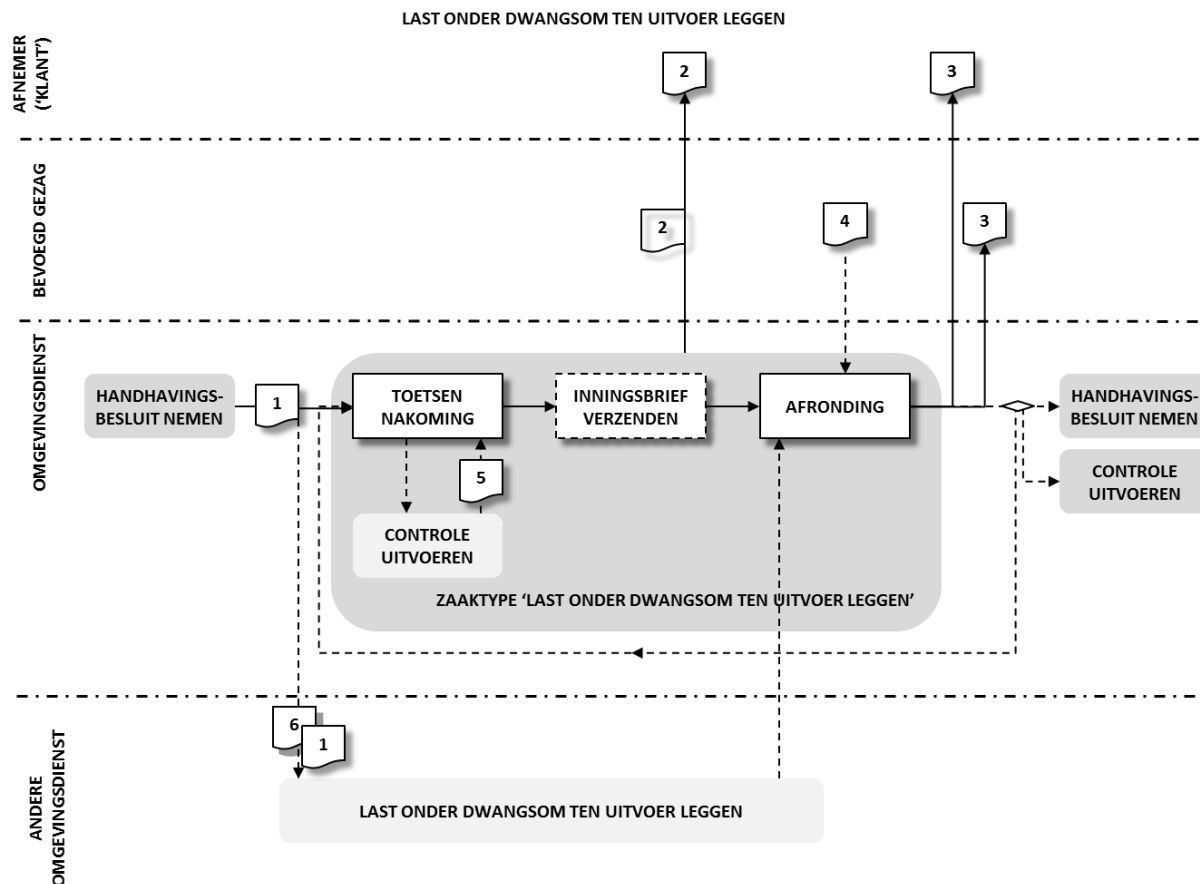 LAST ONDER DWANGSOM TEN UITVOER LEGGEN
AFNEMER
('KLANT')
2
3
BEVOEGD GEZAG
2
4
3
OMGEVINGSDIENST
HANDHAVINGS-
BESLUIT NEMEN
1
TOETSEN
NAKOMING
INNINGSBRIEF
VERZENDEN
AFRONDING
HANDHAVINGS-
BESLUIT NEMEN
5
CONTROLE
UITVOEREN
CONTROLE
UITVOEREN
ZAAKTYPE 'LAST ONDER DWANGSOM TEN UITVOER LEGGEN'
ANDERE
OMGEVINGSDIENST
6
1
LAST ONDER DWANGSOM TEN UITVOER LEGGEN